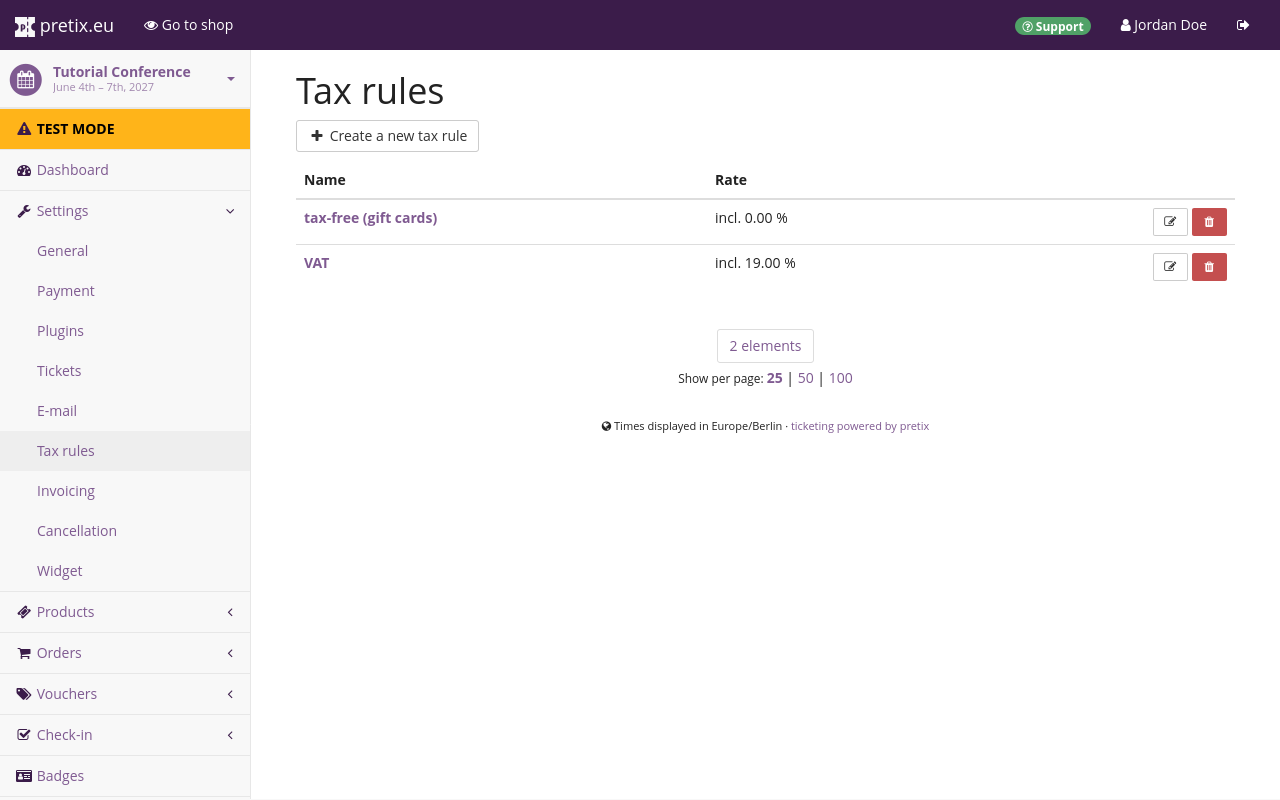 pretix.eu
Go to shop
Support
Jordan Doe
Tutorial Conference
June 4th – 7th, 2027
TEST MODE
Dashboard
Settings
General
Payment
Plugins
Tickets
E-mail
Tax rules
Invoicing
Cancellation
Widget
Products
Orders
Vouchers
Check-in
Badges
Tax rules
Create a new tax rule
Name Rate
tax-free (gift cards) incl. 0.00 %
VAT incl. 19.00 %
2 elements
Show per page: 25 | 50 | 100
Times displayed in Europe/Berlin · ticketing powered by pretix